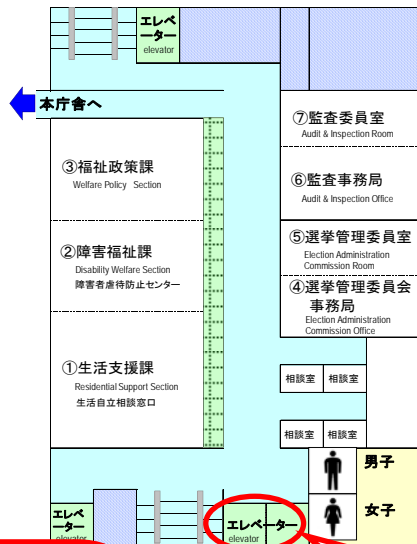 エレベ
ーター
elevator
本庁舎へ
⑦監査委員室
Audit & Inspection Room
③福祉政策課
Welfare Policy Section
⑥監査事務局
Audit & Inspection Office
⑤選挙管理委員室
Election Administration
Commission Room
②障害福祉課
Disability Welfare Section
障害者虐待防止センター
④選挙管理委員会
事務局
Election Administration
Commission Office
①生活支援課
Residential Support Section
生活自立相談窓口
相談室 相談室
相談室 相談室
男子
女子
エレベ
ーター
elevator
エレベーター
elevator